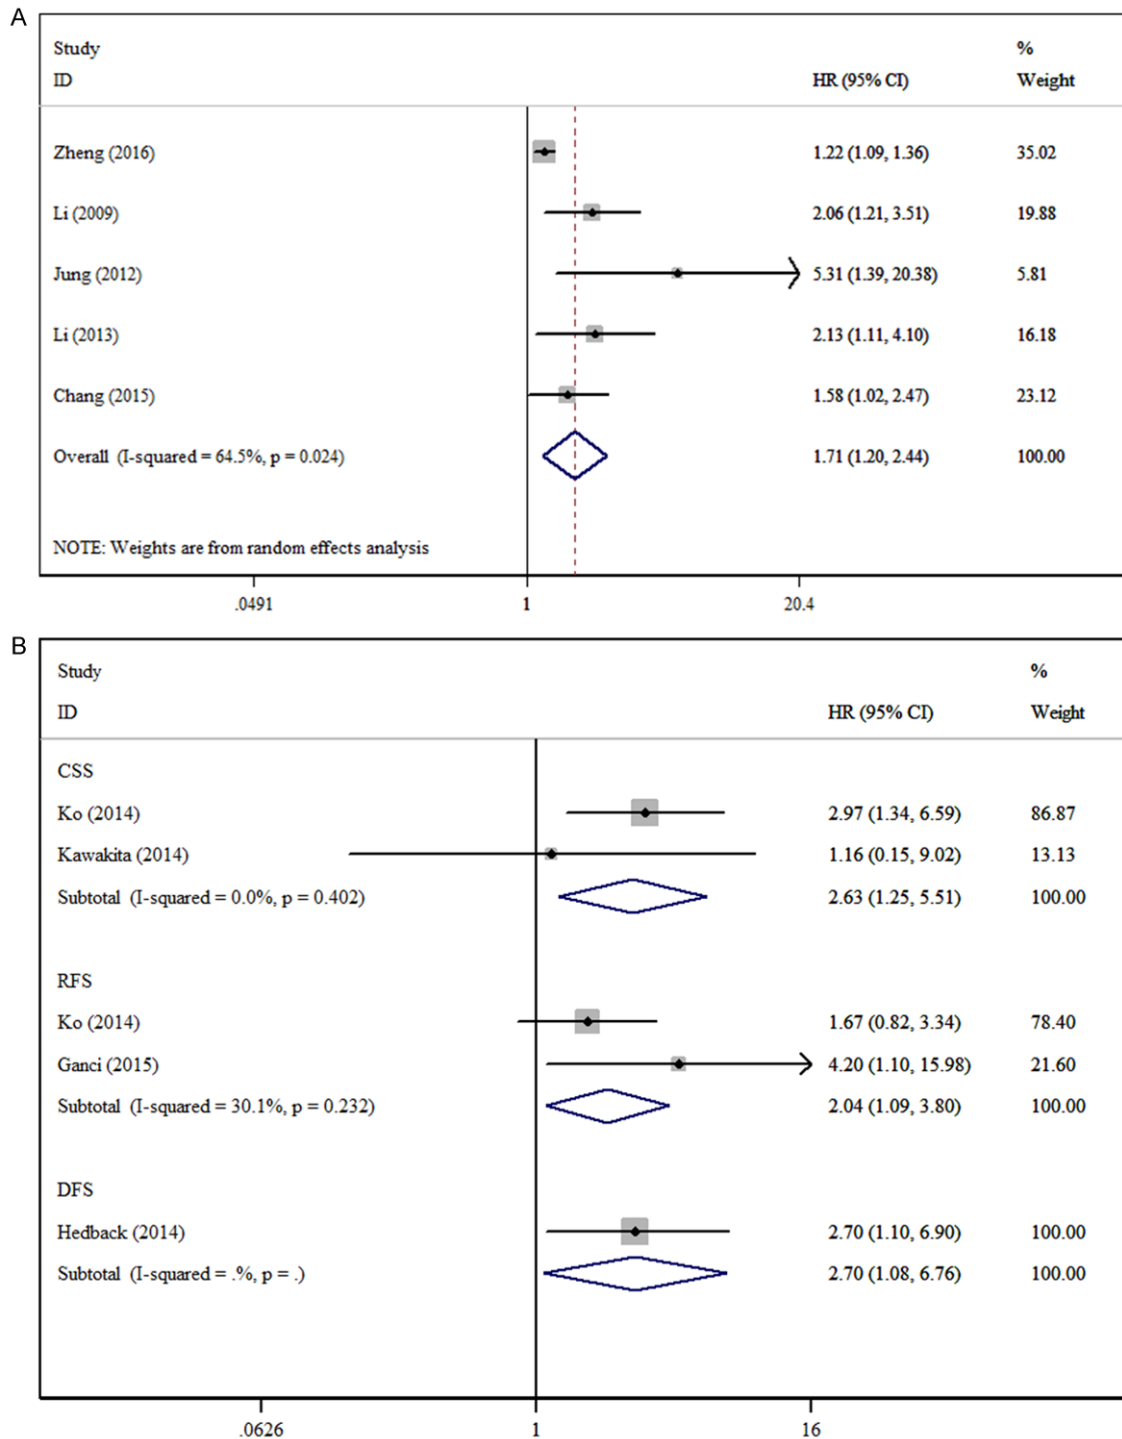 A
Study %
ID HR (95% CI) Weight
Zheng (2016) 1.22 (1.09, 1.36) 35.02
Li (2009) 2.06 (1.21, 3.51) 19.88
Jung (2012) 5.31 (1.39, 20.38) 5.81
Li (2013) 2.13 (1.11, 4.10) 16.18
Chang (2015) 1.58 (1.02, 2.47) 23.12
Overall (I-squared = 64.5%, p = 0.024) 1.71 (1.20, 2.44) 100.00
NOTE: Weights are from random effects analysis
.0491 1 20.4
B
Study %
ID HR (95% CI) Weight
CSS
Ko (2014) 2.97 (1.34, 6.59) 86.87
Kawakita (2014) 1.16 (0.15, 9.02) 13.13
Subtotal (I-squared = 0.0%, p = 0.402) 2.63 (1.25, 5.51) 100.00
RFS
Ko (2014) 1.67 (0.82, 3.34) 78.40
Ganci (2015) 4.20 (1.10, 15.98) 21.60
Subtotal (I-squared = 30.1%, p = 0.232) 2.04 (1.09, 3.80) 100.00
DFS
Hedback (2014) 2.70 (1.10, 6.90) 100.00
Subtotal (I-squared = .%, p = .) 2.70 (1.08, 6.76) 100.00
.0626 1 16